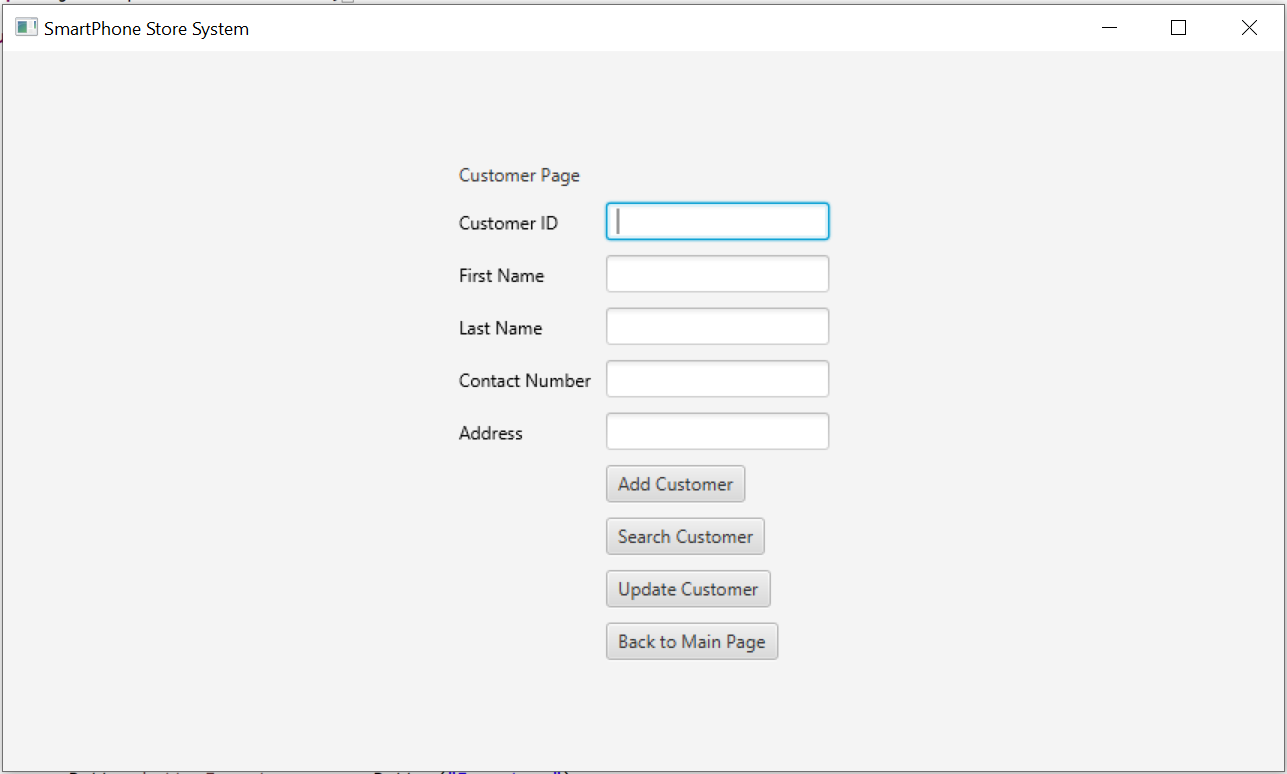 SmartPhone Store System
Customer Page
Customer ID
First Name
Last Name
Contact Number
Address
Add Customer
Search Customer
Update Customer
Back to Main Page